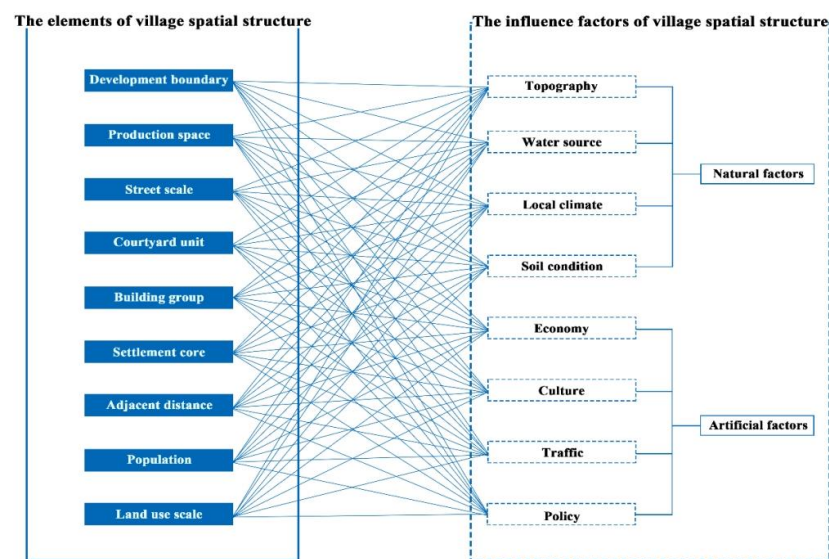 The elements of village spatial structure
The influence factors of village spatial structure
Development boundary
Production space
Street scale
Courtyard unit
Building group
Settlement core
Adjacent distance
Population
Land use scale
Topography
Water source
Local climate
Soil condition
Economy
Culture
Traffic
Policy
Natural factors
Artificial factors